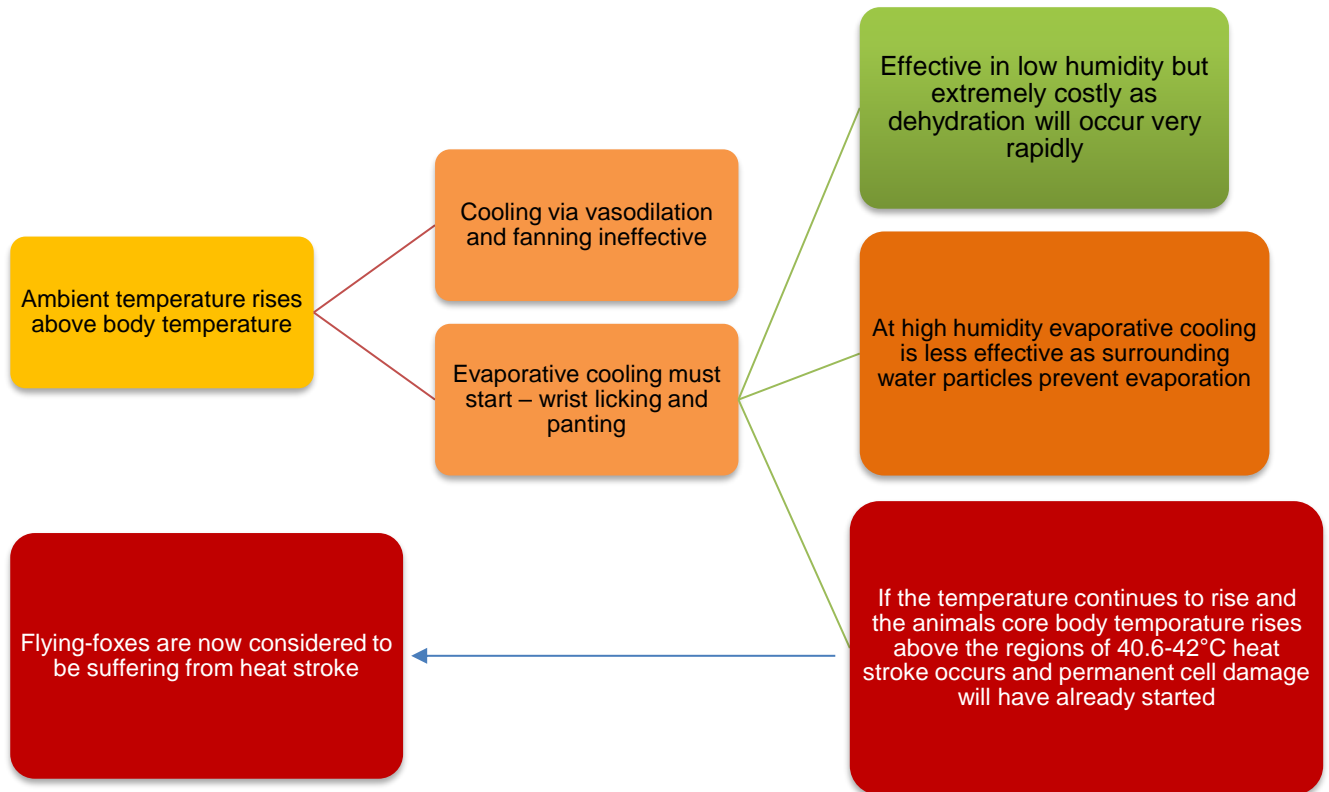 Ambient temperature rises
above body temperature
Cooling via vasodilation
and fanning ineffective
Evaporative cooling must
start – wrist licking and
panting
Effective in low humidity but
extremely costly as
dehydration will occur very
rapidly
At high humidity evaporative cooling
is less effective as surrounding
water particles prevent evaporation
If the temperature continues to rise and
the animals core body temporature rises
above the regions of 40.6-42°C heat
stroke occurs and permanent cell damage
will have already started
Flying-foxes are now considered to
be suffering from heat stroke